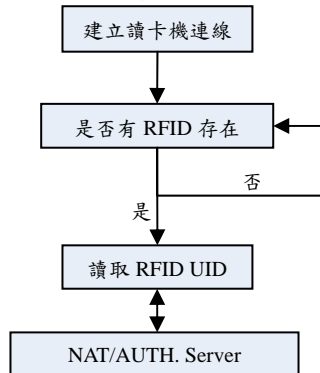 建立讀卡機連線
是否有 RFID 存在
否
是
讀取 RFID UID
NAT/AUTH. Server